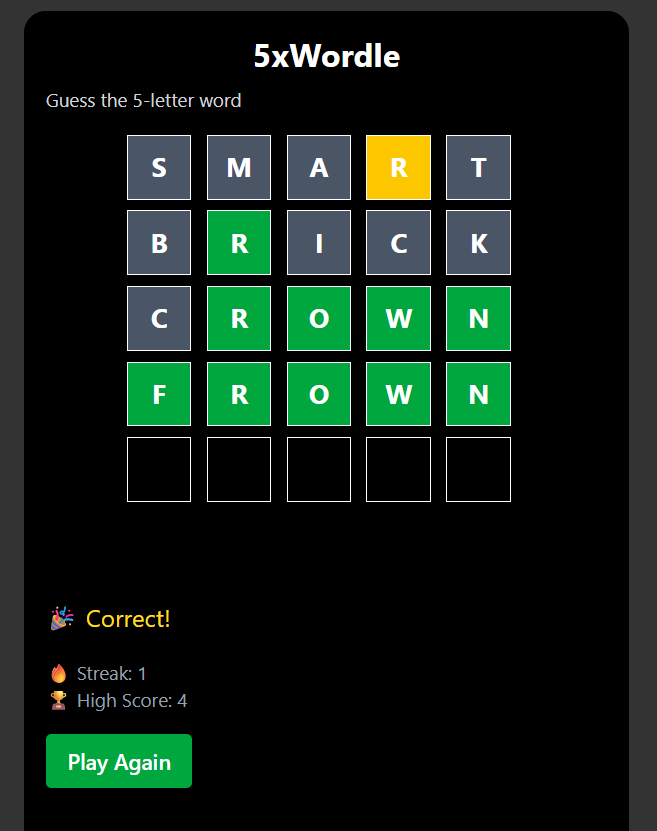 5xWordle
Guess the 5-letter word
S M A R T
B R I C K
C R O W N
F R O W N
🎉 Correct!
🔥 Streak: 1
🏆 High Score: 4
Play Again